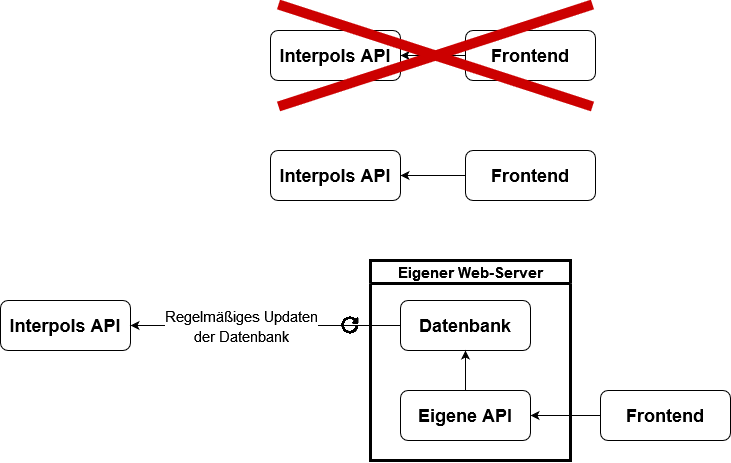 Interpols API
Frontend
Interpols API
Frontend
Eigener Web-Server
Interpols API
Regelmäßiges Updaten
der Datenbank
Datenbank
Eigene API
Frontend